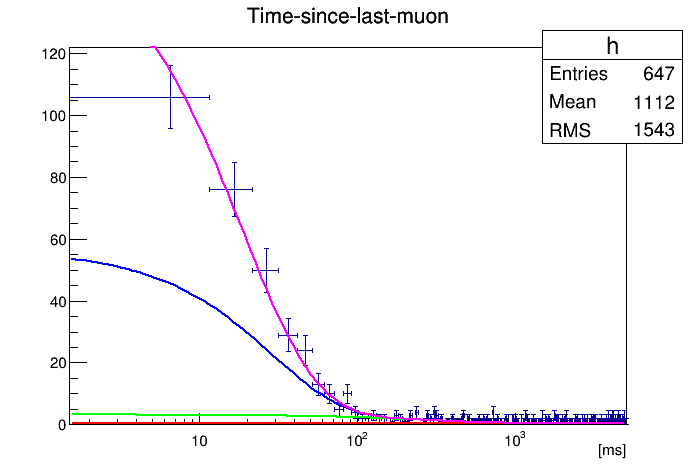 Time-since-last-muon
h
Entries 647
Mean 1112
RMS 1543
120
100
80
60
40
20
0
10 10² 10³
[ms]